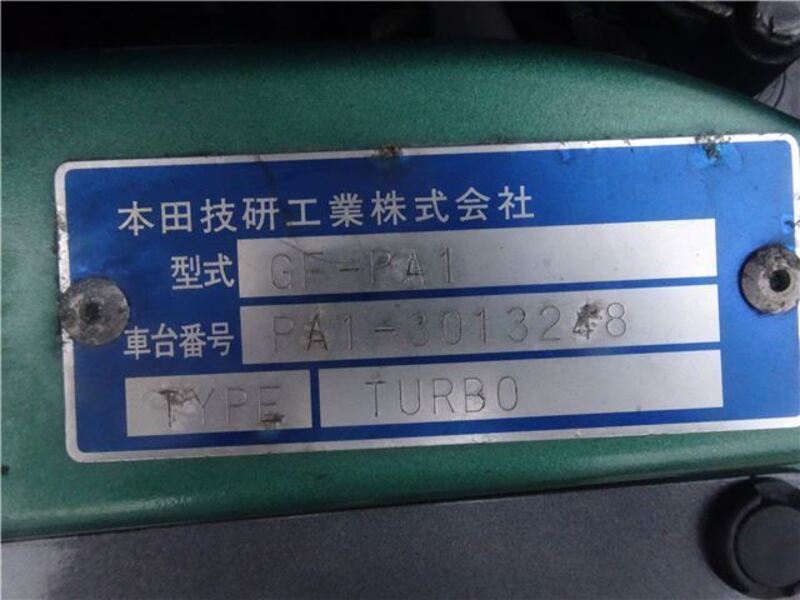 本田技研工業株式会社
型式 GF-PA1
車台番号 PA1-3013248
TYPE TURBO